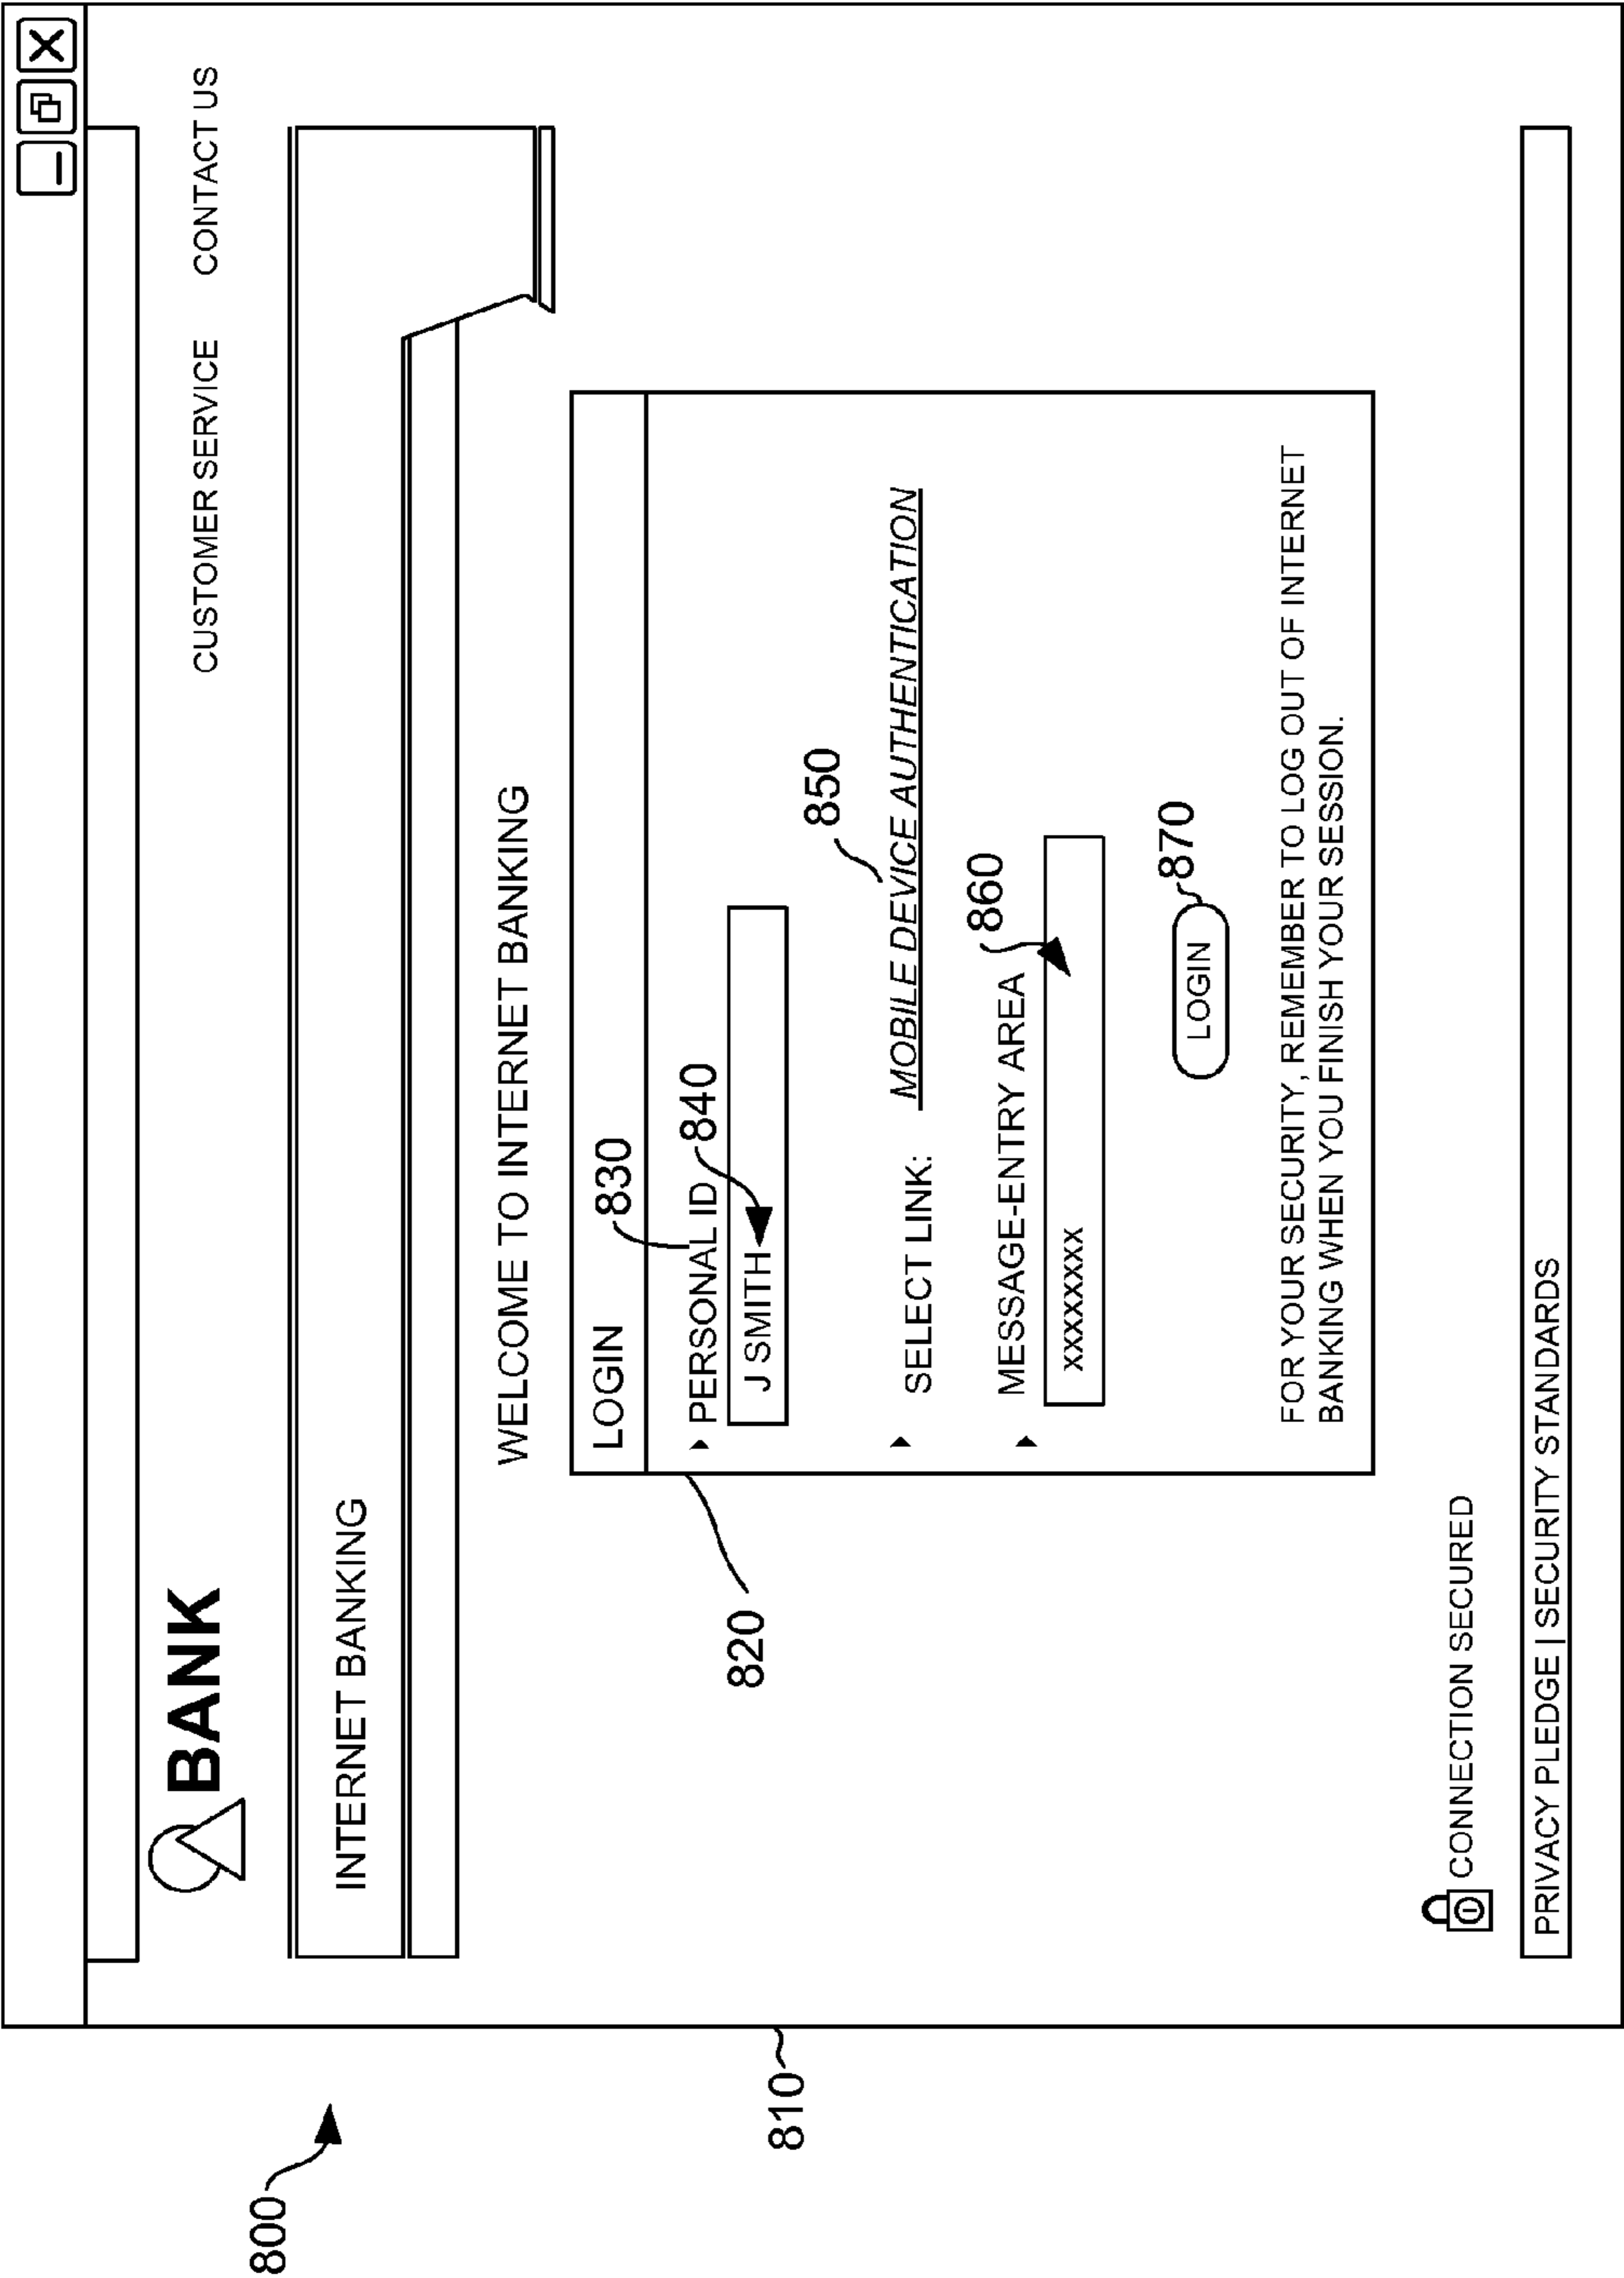 800
810
BANK
CUSTOMER SERVICE CONTACT US
INTERNET BANKING
WELCOME TO INTERNET BANKING
820
LOGIN
830
PERSONAL ID
840
J SMITH
850
SELECT LINK: MOBILE DEVICE AUTHENTICATION
860
MESSAGE-ENTRY AREA
xxxxxxxx
870
LOGIN
FOR YOUR SECURITY, REMEMBER TO LOG OUT OF INTERNET
BANKING WHEN YOU FINISH YOUR SESSION.
CONNECTION SECURED
PRIVACY PLEDGE | SECURITY STANDARDS